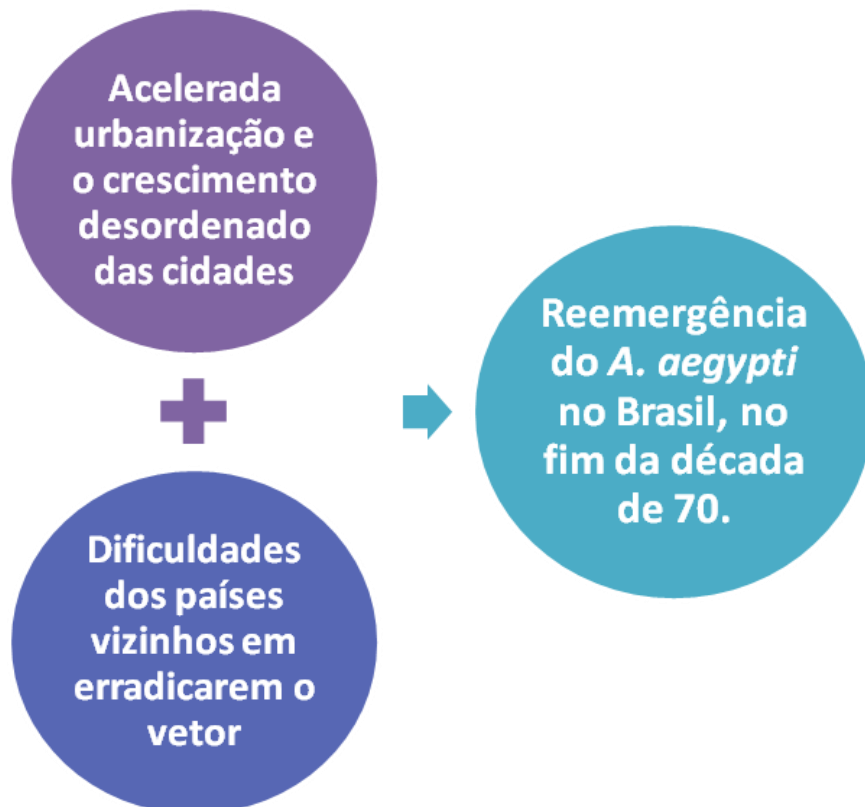 Acelerada
urbanização e
o crescimento
desordenado
das cidades
Dificuldades
dos países
vizinhos em
erradicarem o
vetor
Reemergência
do A. aegypti
no Brasil, no
fim da década
de 70.